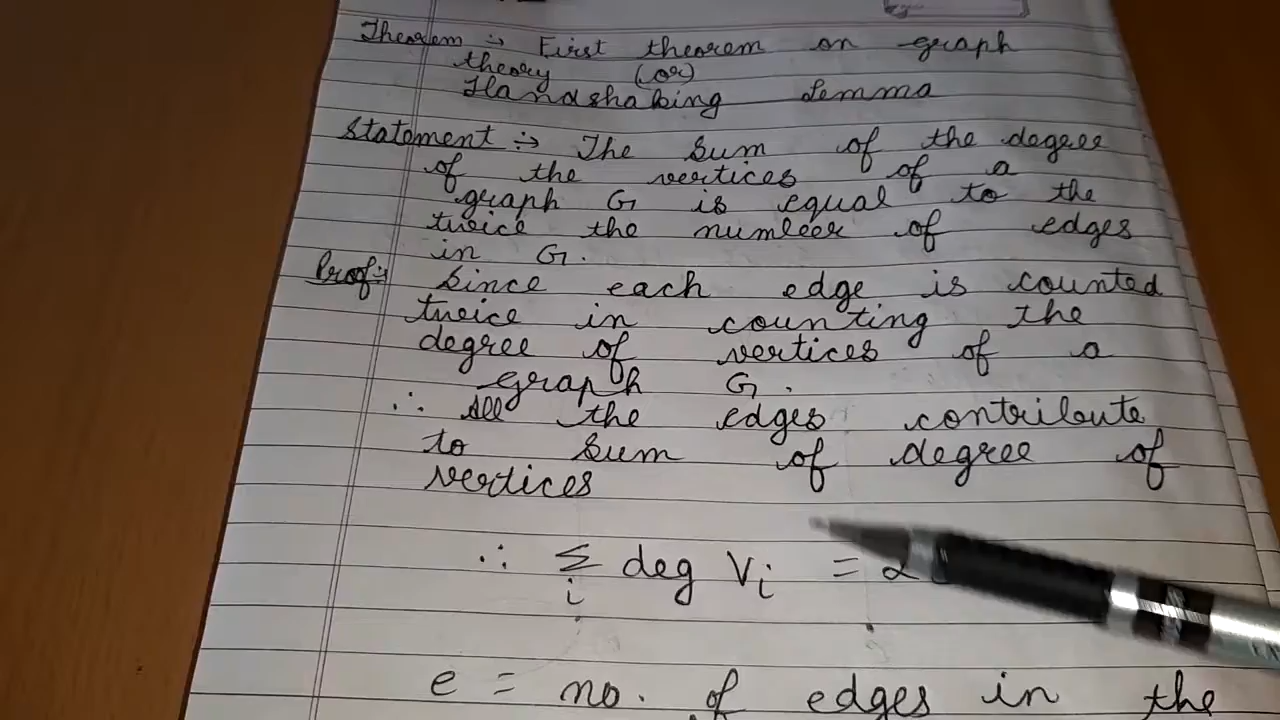 Theorem :→ First theorem on graph
theory (or)
Handshaking Lemma
Statement :→ The sum of the degree
of the vertices of a
graph G is equal to the
twice the number of edges
in G.
Proof :→ Since each edge is counted
twice in counting the
degree of vertices of a
graph G.
∴ All the edges contribute
to sum of degree of
vertices
∴ Σ deg Vi = 2
i
e = no. of edges in the